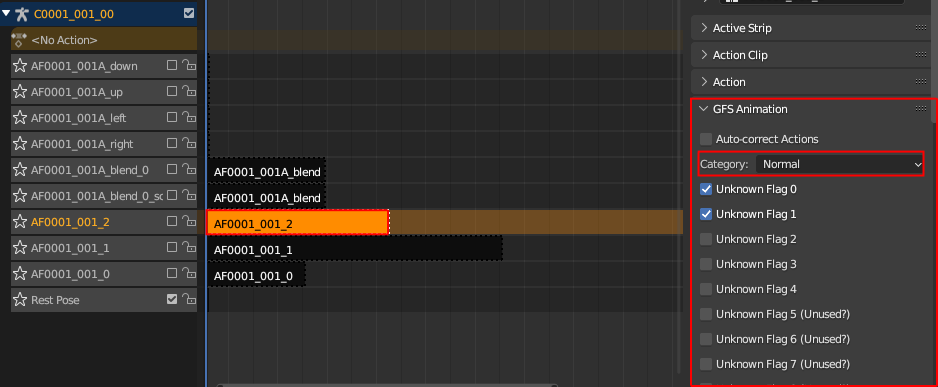 C0001_001_00
<No Action>
AF0001_001A_down
AF0001_001A_up
AF0001_001A_left
AF0001_001A_right
AF0001_001A_blend_0
AF0001_001A_blend_0_sc
AF0001_001_2
AF0001_001_1
AF0001_001_0
Rest Pose
AF0001_001A_blend
AF0001_001A_blend
AF0001_001_2
AF0001_001_1
AF0001_001_0
Active Strip
Action Clip
Action
GFS Animation
Auto-correct Actions
Category: Normal
Unknown Flag 0
Unknown Flag 1
Unknown Flag 2
Unknown Flag 3
Unknown Flag 4
Unknown Flag 5 (Unused?)
Unknown Flag 6 (Unused?)
Unknown Flag 7 (Unused?)